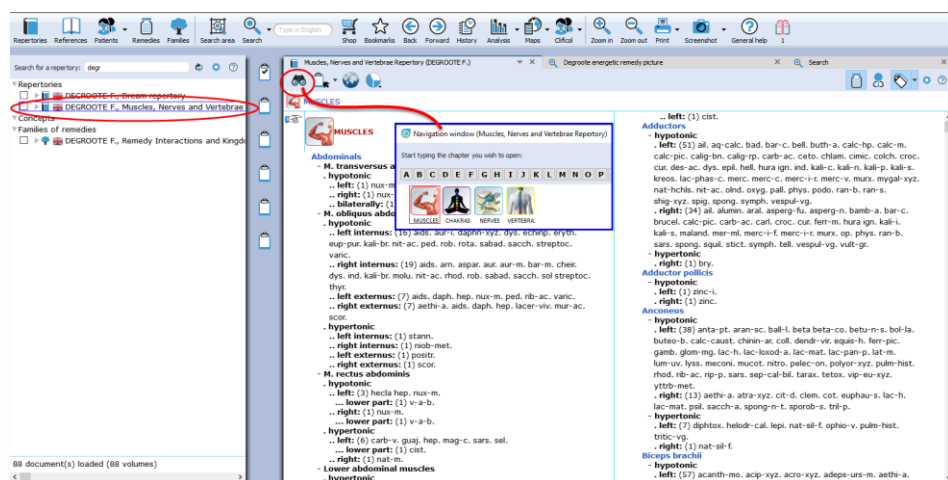 Repertories References Patients Remedies Families Search area Search Type in English Shop Bookmarks Back Forward History Analysis Maps Clificol Zoom in Zoom out Print Screenshot General help 1
Search for a repertory: degr
Repertories
DEGROOTE F., Dream repertory
DEGROOTE F., Muscles, Nerves and Vertebrae
Concepts
Families of remedies
DEGROOTE F., Remedy Interactions and Kingd
88 document(s) loaded (88 volumes)
Muscles, Nerves and Vertebrae Repertory (DEGROOTE F.) X Degroote energetic remedy picture X Search X
MUSCLES
MUSCLES
Abdominals
- M. transversus a
. hypotonic
.. left: (1) nux-m
.. right: (1) nux-
.. bilaterally: (1
- M. obliquus abdo
. hypotonic
.. left internus: (16) aids. aur-i. daphn-xyz. dys. echinp. eryth.
eup-pur. kali-br. nit-ac. ped. rob. rota. sabad. sacch. streptoc.
varic.
.. right internus: (19) aids. arn. aspar. aur. aur-m. bar-m. cheir.
dys. ind. kali-br. molu. nit-ac. rhod. rob. sabad. sacch. sol streptoc.
thyr.
.. left externus: (7) aids. daph. hep. nux-m. ped. rib-ac. varic.
.. right externus: (7) aethi-a. aids. daph. hep. lacer-viv. mur-ac.
scor.
. hypertonic
.. left internus: (1) stann.
.. right internus: (1) niob-met.
.. left externus: (1) positr.
.. right externus: (1) scor.
- M. rectus abdominis
. hypotonic
.. left: (3) hecla hep. nux-m.
... lower part: (1) v-a-b.
.. right: (1) nux-m.
... lower part: (1) v-a-b.
. hypertonic
.. left: (6) carb-v. guaj. hep. mag-c. sars. sel.
... lower part: (1) cist.
.. right: (1) nat-m.
- Lower abdominal muscles
. hypertonic
Navigation window (Muscles, Nerves and Vertebrae Repertory)
Start typing the chapter you wish to open:
A B C D E F G H I J K L M N O P
MUSCLES CHAKRAS NERVES VERTEBRA.
.. left: (1) cist.
Adductors
- hypotonic
. left: (51) ail. aq-calc. bad. bar-c. bell. buth-a. calc-hp. calc-m.
calc-pic. calig-bn. calig-rp. carb-ac. ceto. chlam. cimic. colch. croc.
cur. des-ac. dys. epil. hell. hura ign. ind. kali-c. kali-n. kali-p. kali-s.
kreos. lac-phas-c. merc. merc-c. merc-i-r. merc-v. murx. mygal-xyz.
nat-hchls. nit-ac. olnd. oxyg. pall. phys. podo. ran-b. ran-s.
shig-xyz. spig. spong. symph. vespul-vg.
. right: (34) ail. alumin. aral. asperg-fu. asperg-n. bamb-a. bar-c.
brucel. calc-pic. carb-ac. carl. croc. cur. ferr-m. hura ign. kali-i.
kali-s. maland. mer-ml. merc-i-f. merc-i-r. murx. op. phys. ran-b.
sars. spong. squil. stict. symph. tell. vespul-vg. vult-gr.
- hypertonic
. right: (1) bry.
Adductor pollicis
- hypotonic
. left: (1) zinc-i.
. right: (1) zinc.
Anconeus
- hypotonic
. left: (38) anta-pt. aran-sc. ball-l. beta beta-co. betu-n-s. bol-la.
buteo-b. calc-caust. chinin-ar. coll. dendr-vir. equis-h. ferr-pic.
gamb. glom-mg. lac-h. lac-loxod-a. lac-mat. lac-pan-p. lat-m.
lum-uv. lyss. meconi. mucot. nitro. pelec-on. polyor-xyz. pulm-hist.
rhod. rib-ac. rip-p. sars. sep-cal-bil. tarax. tetox. vip-eu-xyz.
yttrb-met.
. right: (13) aethi-a. atra-xyz. cit-d. clem. cot. euphau-s. lac-h.
lac-mat. psil. sacch-a. spong-n-t. sporob-s. tril-p.
- hypertonic
. left: (7) diphtox. helodr-cal. lepi. nat-sil-f. ophio-v. pulm-hist.
tritic-vg.
. right: (1) nat-sil-f.
Biceps brachii
- hypotonic
. left: (57) acanth-mo. acip-xyz. acro-xyz. adeps-urs-m. aethi-a.